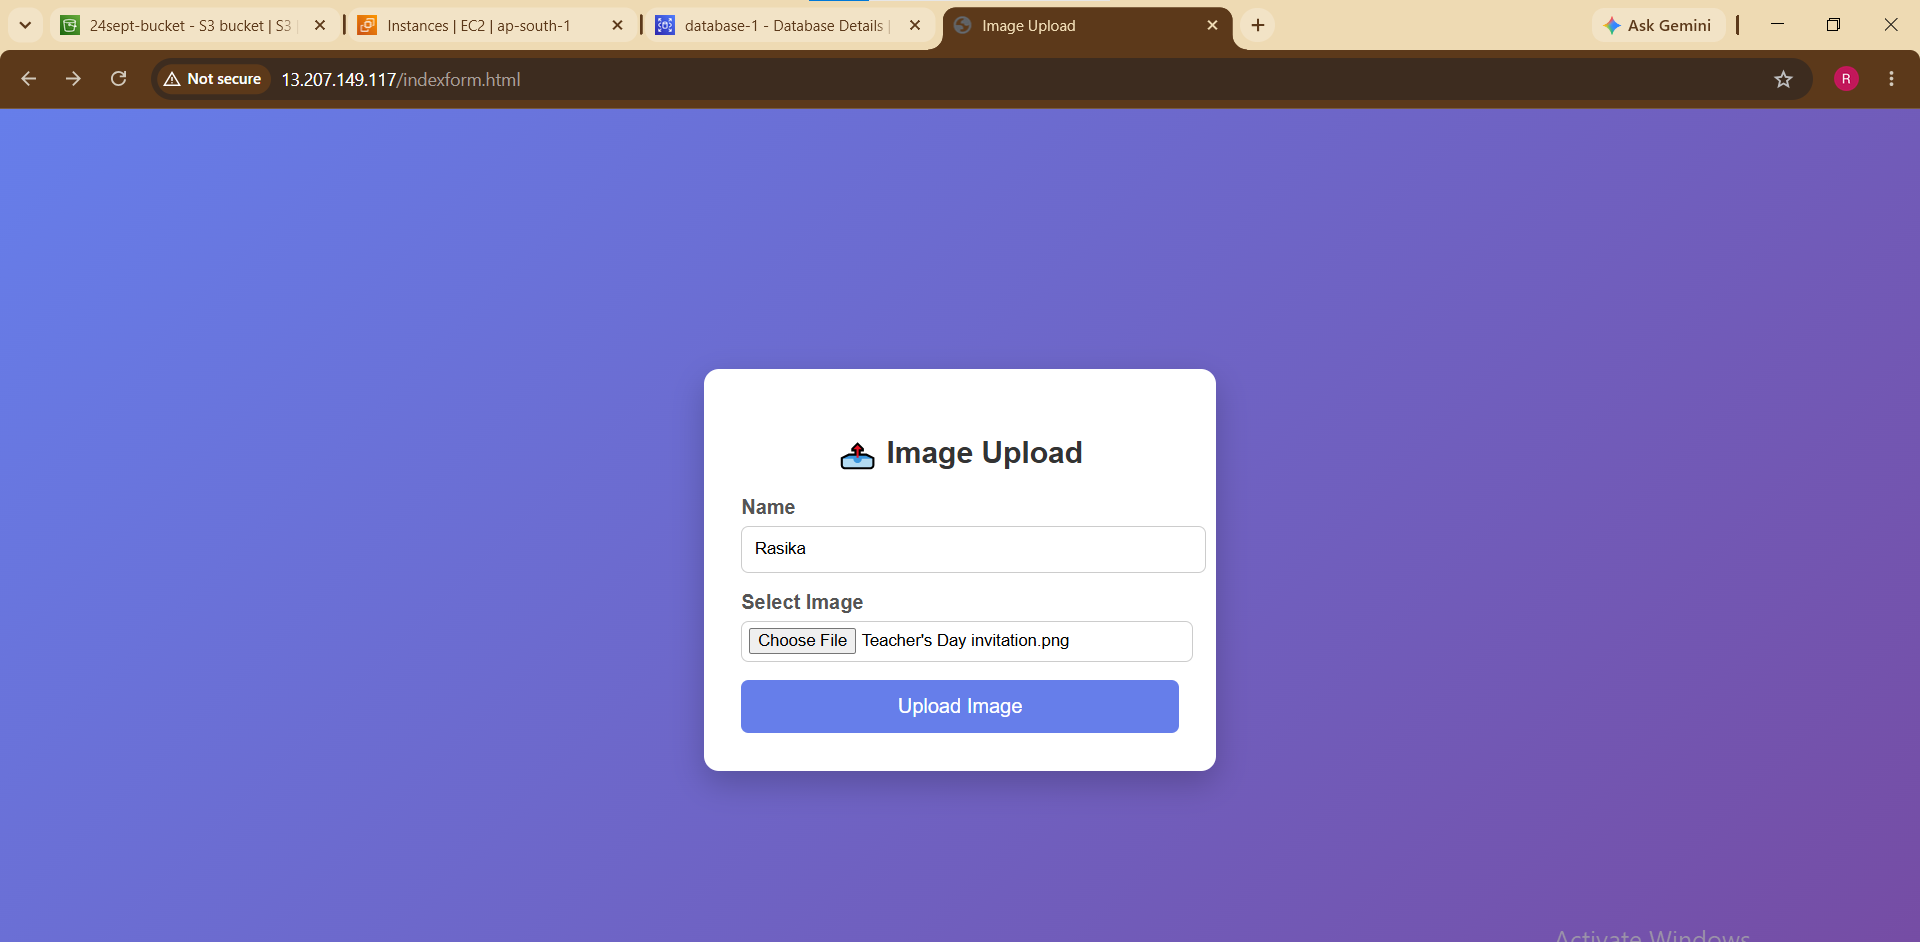 24sept-bucket - S3 bucket | S3
Instances | EC2 | ap-south-1
database-1 - Database Details |
Image Upload
Ask Gemini
Not secure
13.207.149.117/indexform.html
R
Image Upload
Name
Rasika
Select Image
Choose File Teacher's Day invitation.png
Upload Image
Activate Windows